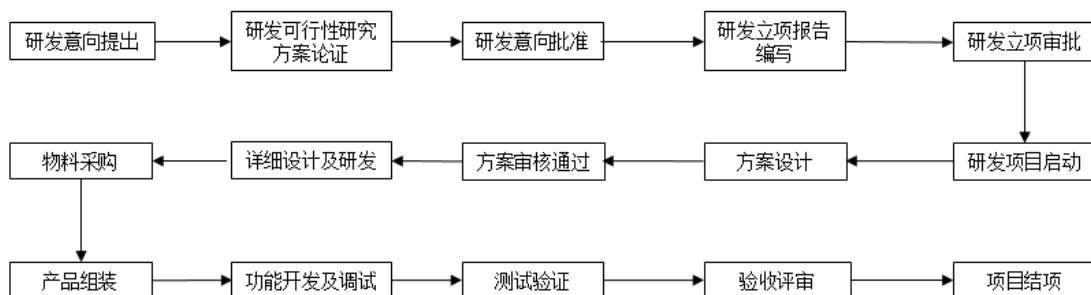 研发意向提出
研发可行性研究
方案论证
研发意向批准
研发立项报告
编写
研发立项审批
物料采购
详细设计及研发
方案审核通过
方案设计
研发项目启动
产品组装
功能开发及调试
测试验证
验收评审
项目结项